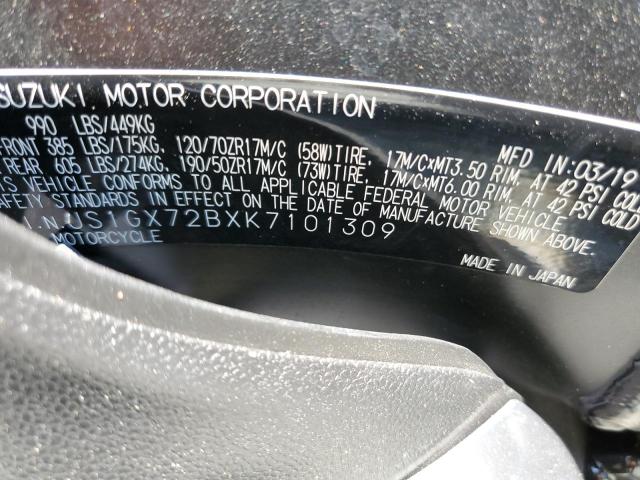 SUZUKI MOTOR CORPORATION
MFD IN:03/19
990 LBS/449KG
FRONT 385 LBS/175KG, 120/70ZR17M/C (58W)TIRE, 17M/C×MT3.50 RIM, AT 42 PSI COLD
REAR 605 LBS/274KG, 190/50ZR17M/C (73W)TIRE, 17M/C×MT6.00 RIM, AT 42 PSI COLD
THIS VEHICLE CONFORMS TO ALL APPLICABLE FEDERAL MOTOR VEHICLE
SAFETY STANDARDS IN EFFECT ON THE DATE OF MANUFACTURE SHOWN ABOVE.
I.N. JS1GX72BXK7101309
MOTORCYCLE
MADE IN JAPAN